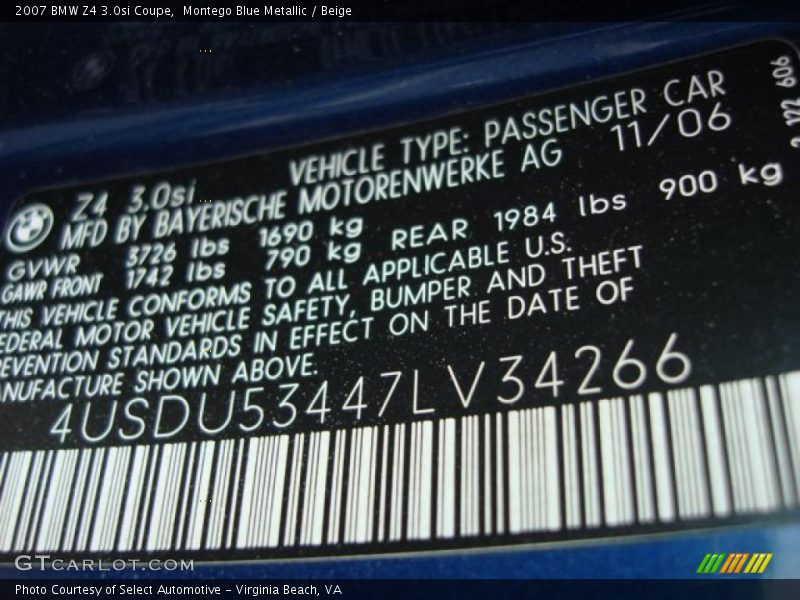 2007 BMW Z4 3.0si Coupe, Montego Blue Metallic / Beige
Z4 3.0si VEHICLE TYPE: PASSENGER CAR
MFD BY BAYERISCHE MOTORENWERKE AG 11/06
GVWR 3726 lbs 1690 kg
GAWR FRONT 1742 lbs 790 kg REAR 1984 lbs 900 kg
THIS VEHICLE CONFORMS TO ALL APPLICABLE U.S.
EDERAL MOTOR VEHICLE SAFETY, BUMPER AND THEFT
EVENTION STANDARDS IN EFFECT ON THE DATE OF
ANUFACTURE SHOWN ABOVE.
4USDU53447LV34266
GTCARLOT.COM
Photo Courtesy of Select Automotive - Virginia Beach, VA